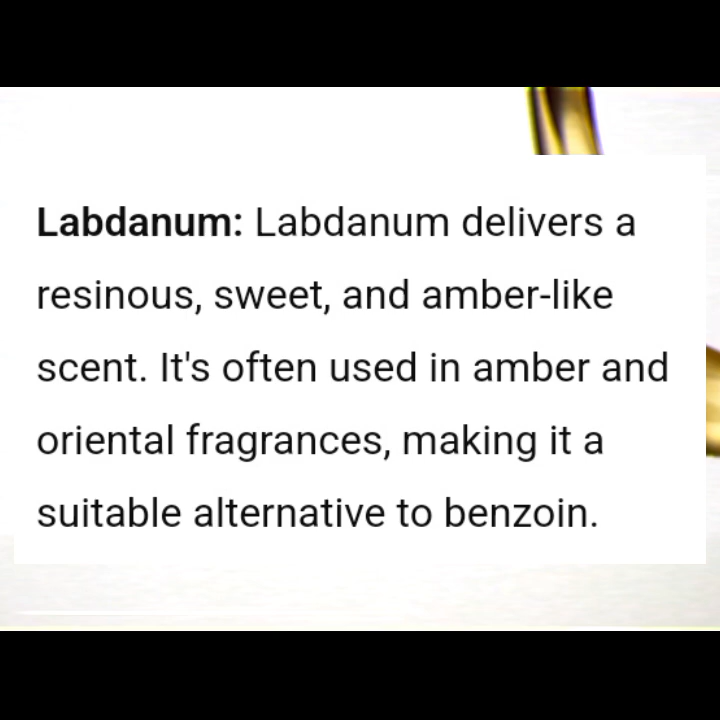 Labdanum: Labdanum delivers a
resinous, sweet, and amber-like
scent. It's often used in amber and
oriental fragrances, making it a
suitable alternative to benzoin.